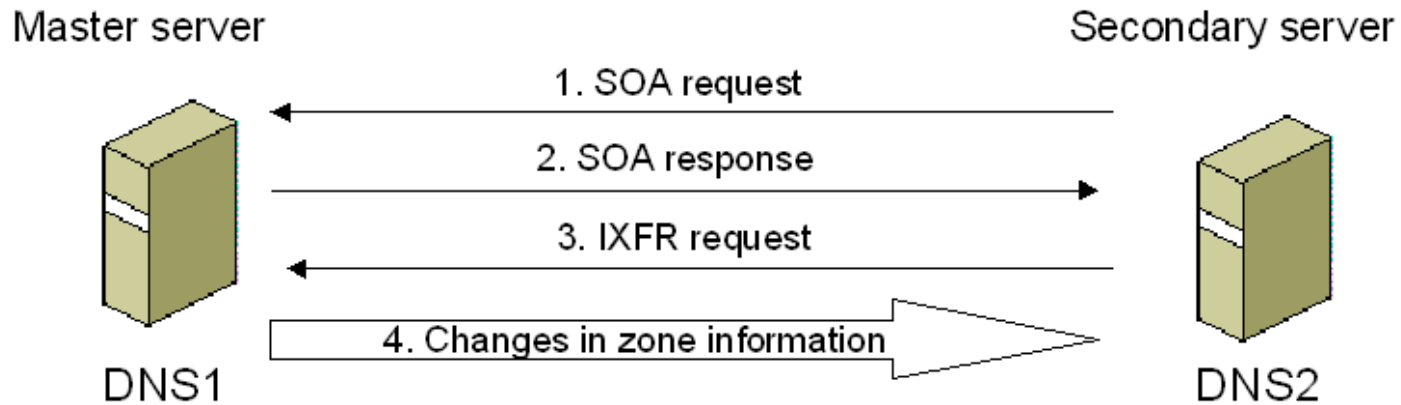 Master server
Secondary server
1. SOA request
2. SOA response
3. IXFR request
4. Changes in zone information
DNS1
DNS2